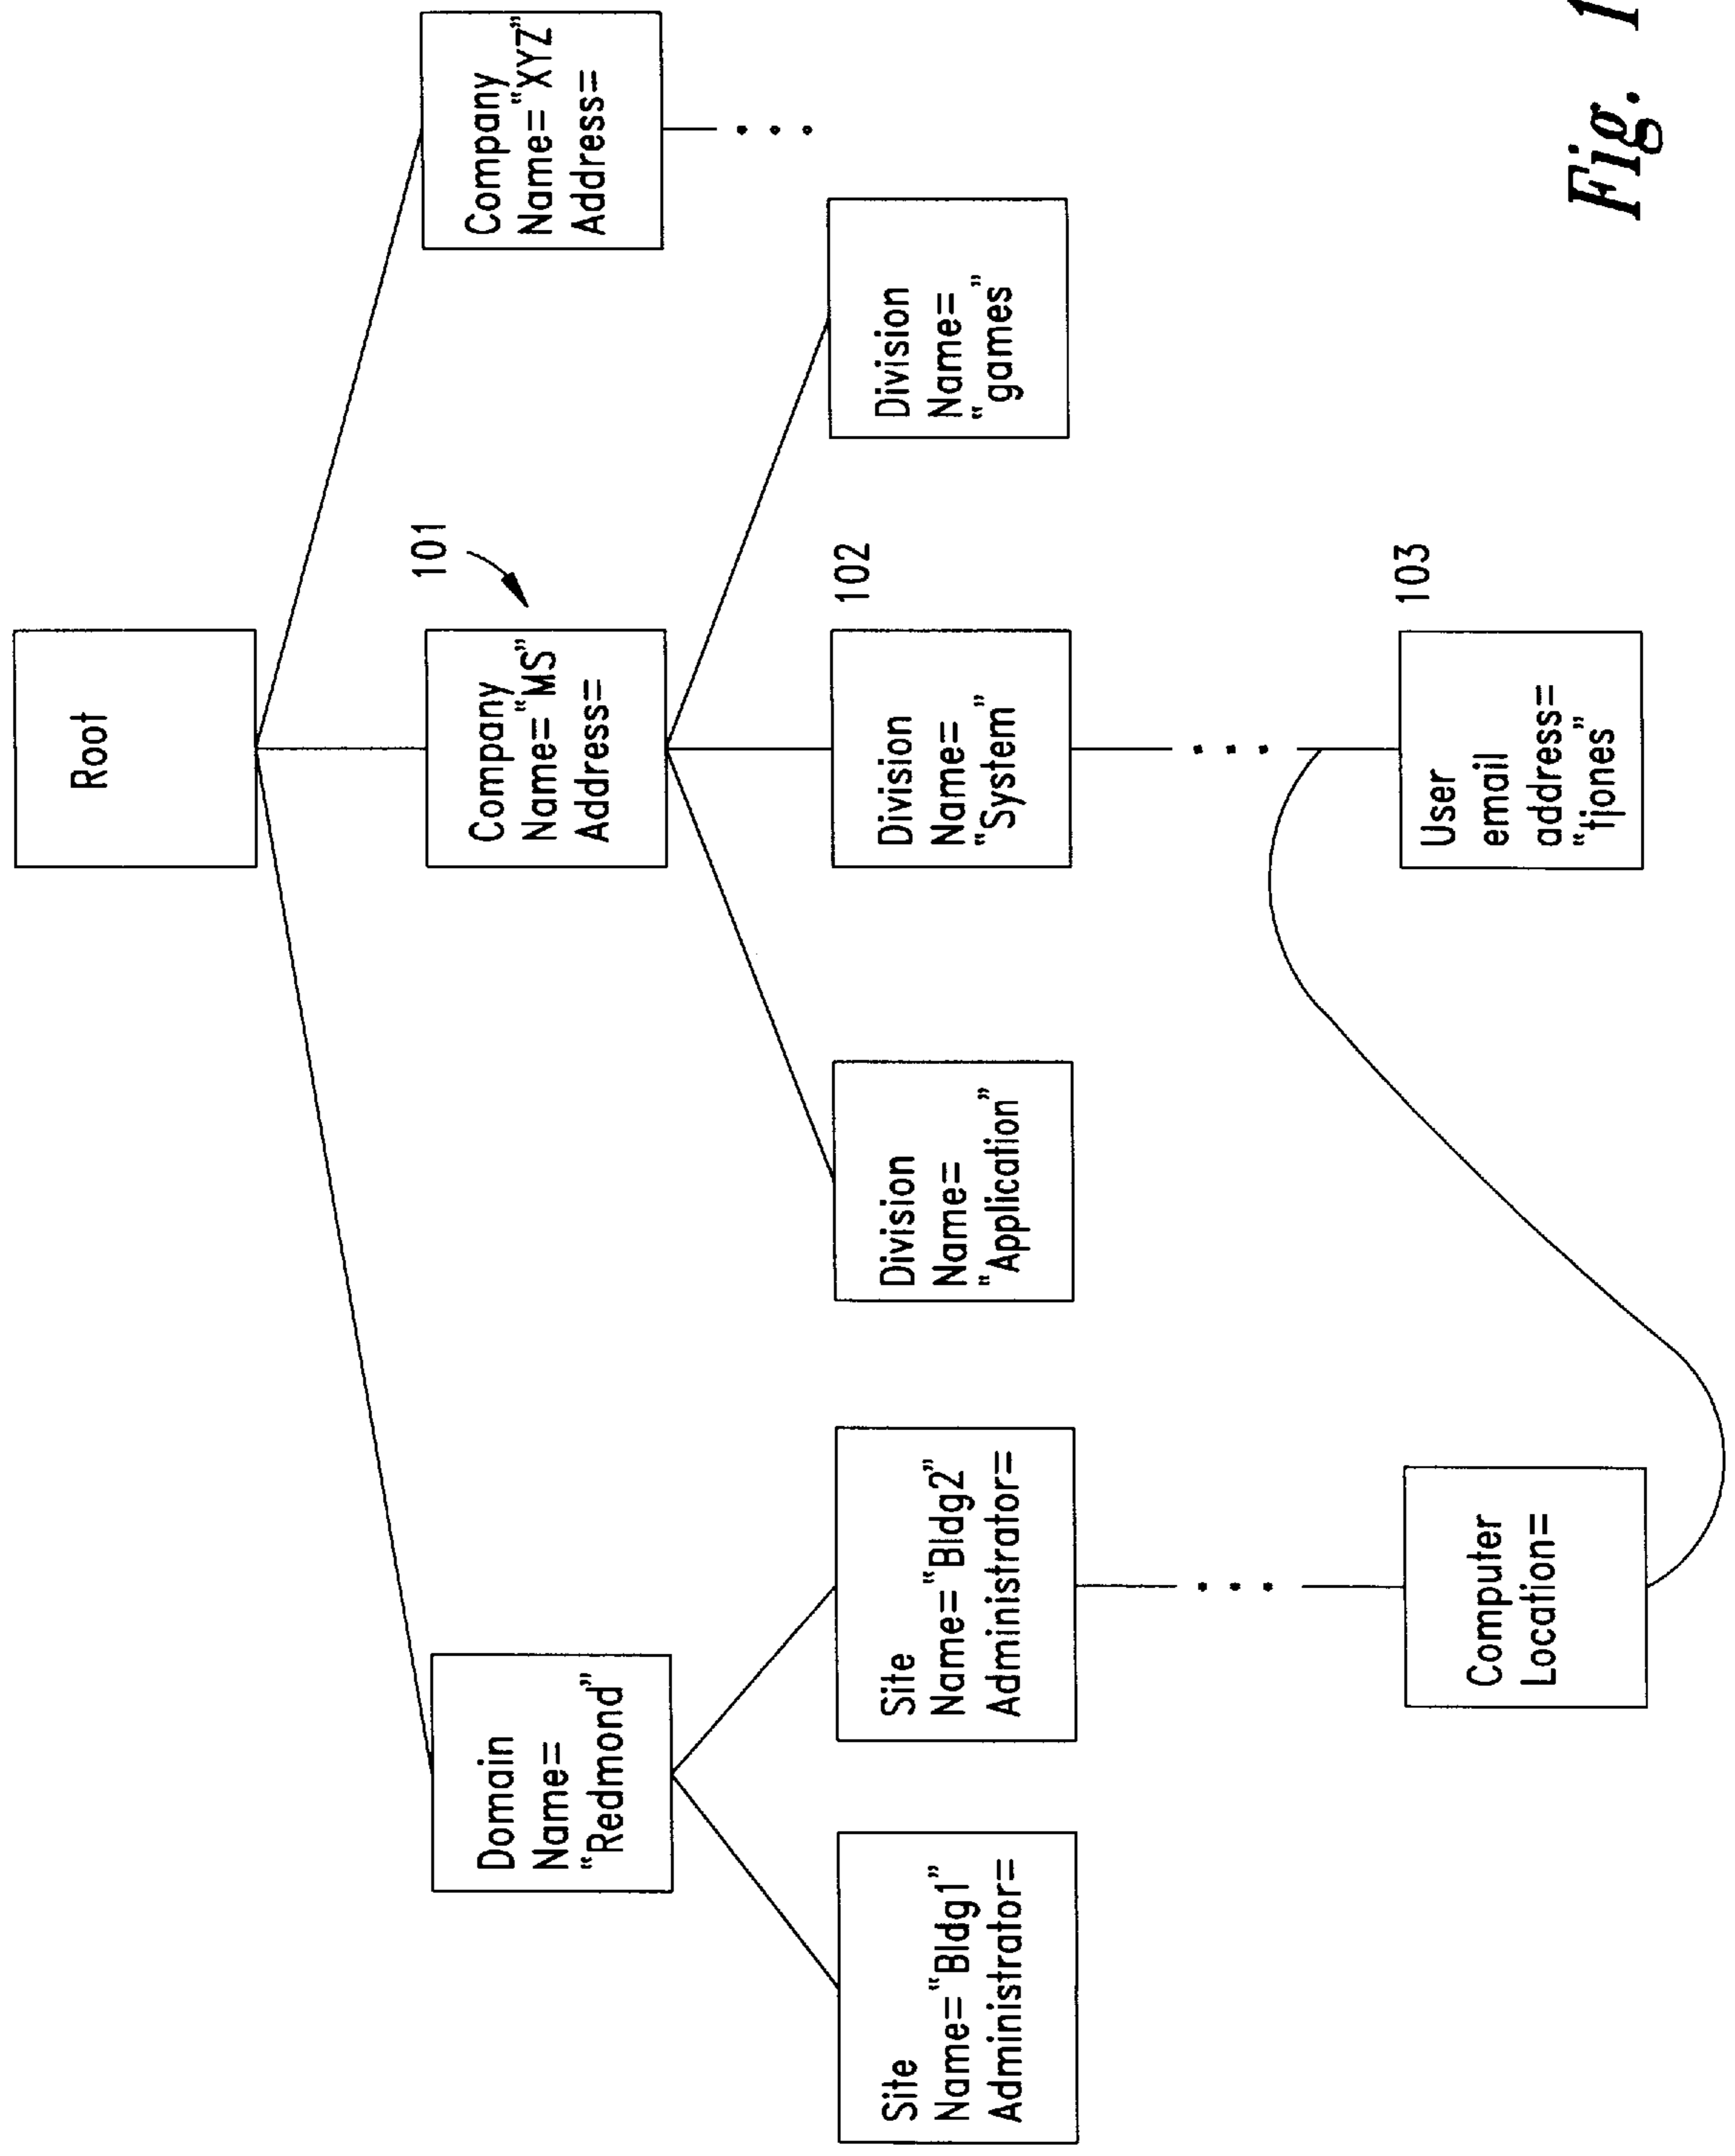 Root
Domain
Name=
“Redmond”
Company
Name=“MS”
Address=
101
Company
Name=“XYZ”
Address=
Site
Name=“Bldg1”
Administrator=
Site
Name=“Bldg2”
Administrator=
Division
Name=
“Application”
Division
Name=
“System”
102
Division
Name=
“games”
Computer
Location=
User
email
address=
“tjones”
103
Fig. 1